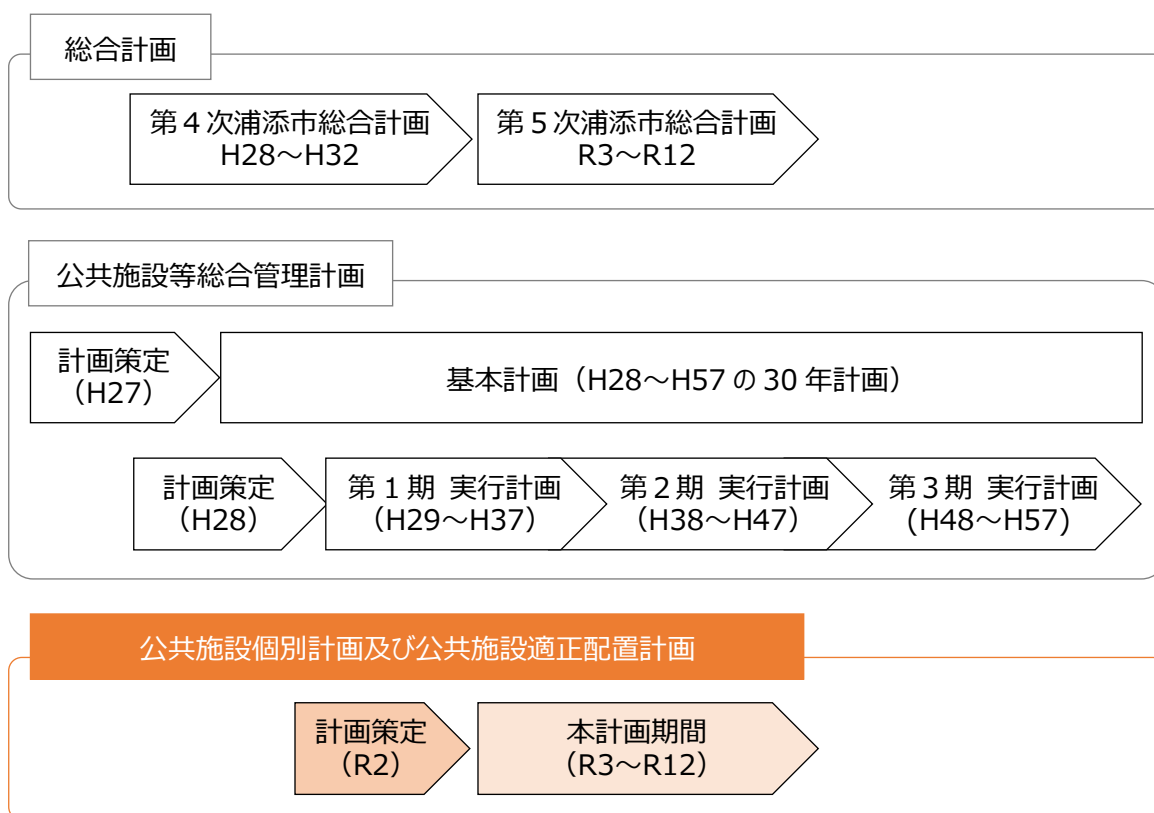 総合計画
第４次浦添市総合計画
H28～H32
第５次浦添市総合計画
R3～R12
公共施設等総合管理計画
計画策定
（H27）
基本計画（H28～H57 の 30 年計画）
計画策定
（H28）
第１期 実行計画
（H29～H37）
第２期 実行計画
（H38～H47）
第３期 実行計画
(H48～H57)
公共施設個別計画及び公共施設適正配置計画
計画策定
（R2）
本計画期間
（R3～R12）